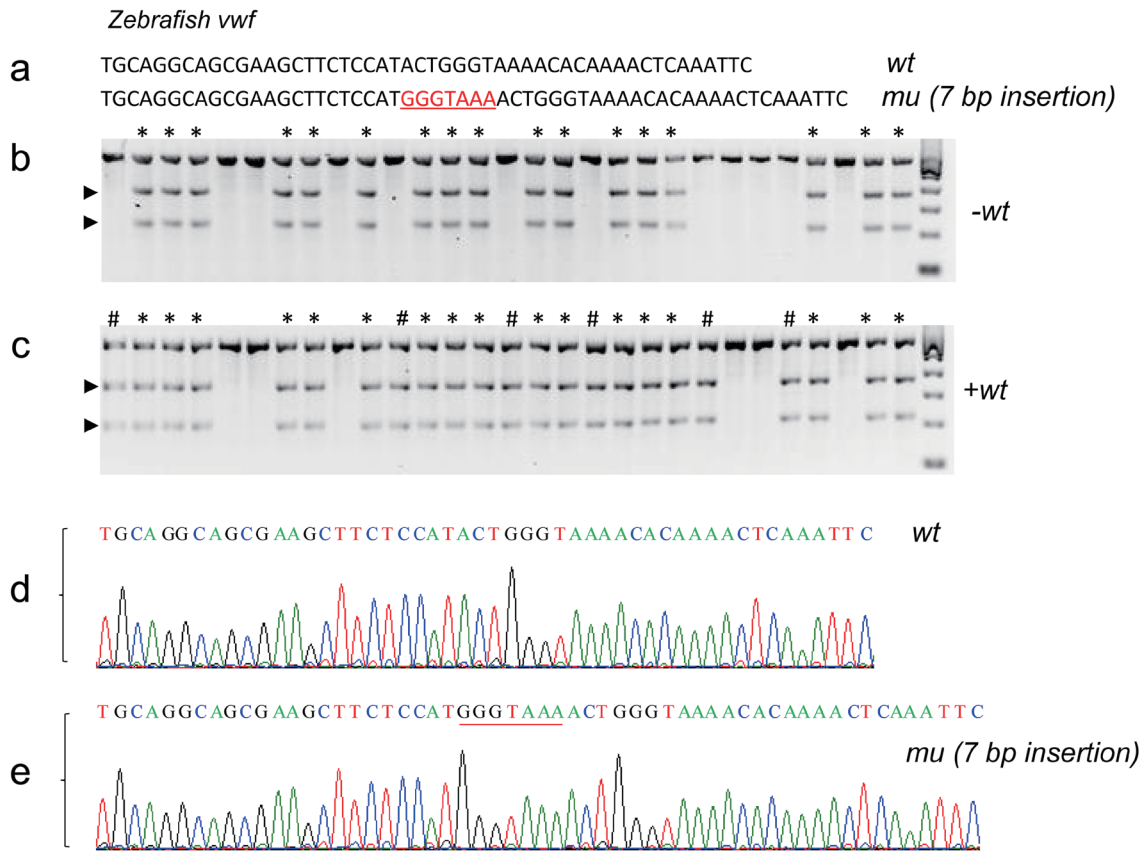 Zebrafish vwf
a
TGCAGGCAGCGAAGCTTCTCCATACTGGGTAAAACACAAAACTCAAATTC wt
TGCAGGCAGCGAAGCTTCTCCATGGGTAAAACTGGGTAAAACACAAAACTCAAATTC mu (7 bp insertion)
* * * * * * * * * * * * * * * * *
b
-wt
# * * * * * * # * * * # * * # * * * # # * * *
c
+wt
TGCAGGCAGCGAAGCTTCTCCATACTGGGTAAAACACAAAACTCAAATTC wt
d
TGCAGGCAGCGAAGCTTCTCCATGGGTAAAACTGGGTAAAACACAAAACTCAAATTC
mu (7 bp insertion)
e